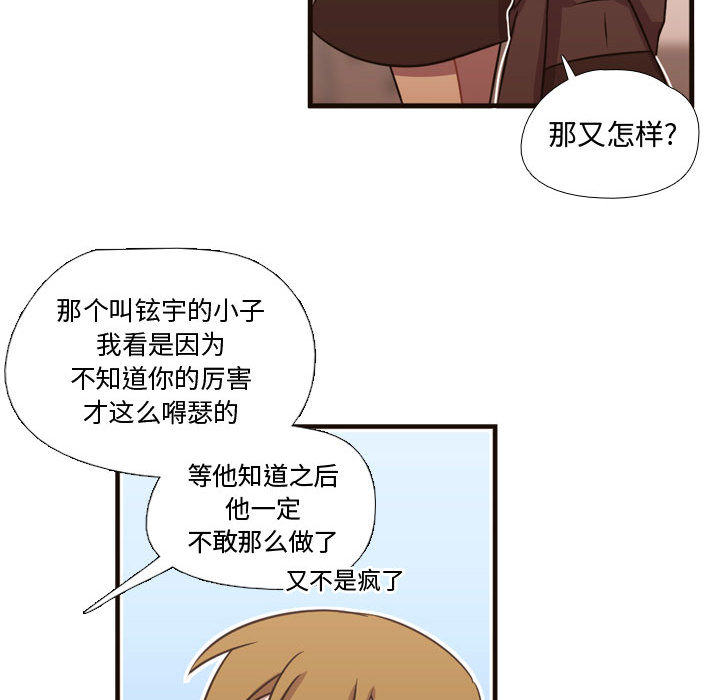 那又怎样?
那个叫铉宇的小子
我看是因为
不知道你的厉害
才这么嘚瑟的
等他知道之后
他一定
不敢那么做了
又不是疯了